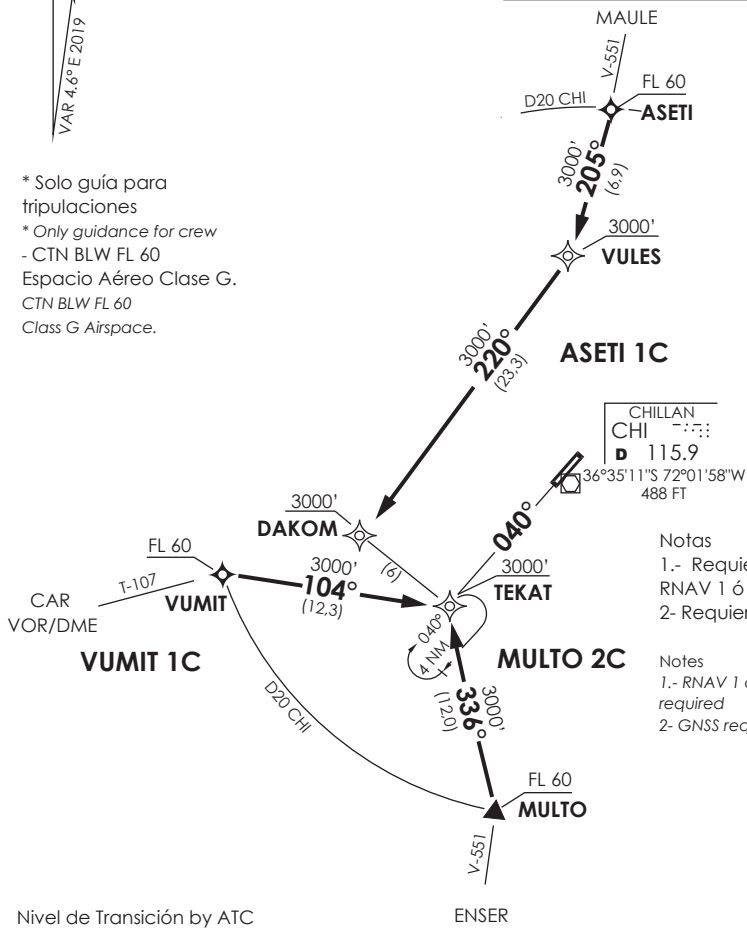 MAULE
V-551
FL 60
D20 CHI
ASETI
VAR 4.6° E 2019
3000'
205°
(6,9)
* Solo guía para
tripulaciones
* Only guidance for crew
- CTN BLW FL 60
Espacio Aéreo Clase G.
CTN BLW FL 60
Class G Airspace.
3000'
VULES
3000'
220°
(23,3)
ASETI 1C
CHILLAN
CHI
D 115.9
36°35'11"S 72°01'58"W
488 FT
040°
3000'
DAKOM
(6)
FL 60
VUMIT
T-107
CAR
VOR/DME
3000'
104°
(12,3)
3000'
TEKAT
040°
4 NM
VUMIT 1C
MULTO 2C
Notas
1.- Requie
RNAV 1 ó
2- Requier
Notes
1.- RNAV 1
required
2- GNSS req
D20 CHI
3000'
336°
(12,0)
FL 60
MULTO
V-551
ENSER
Nivel de Transición by ATC